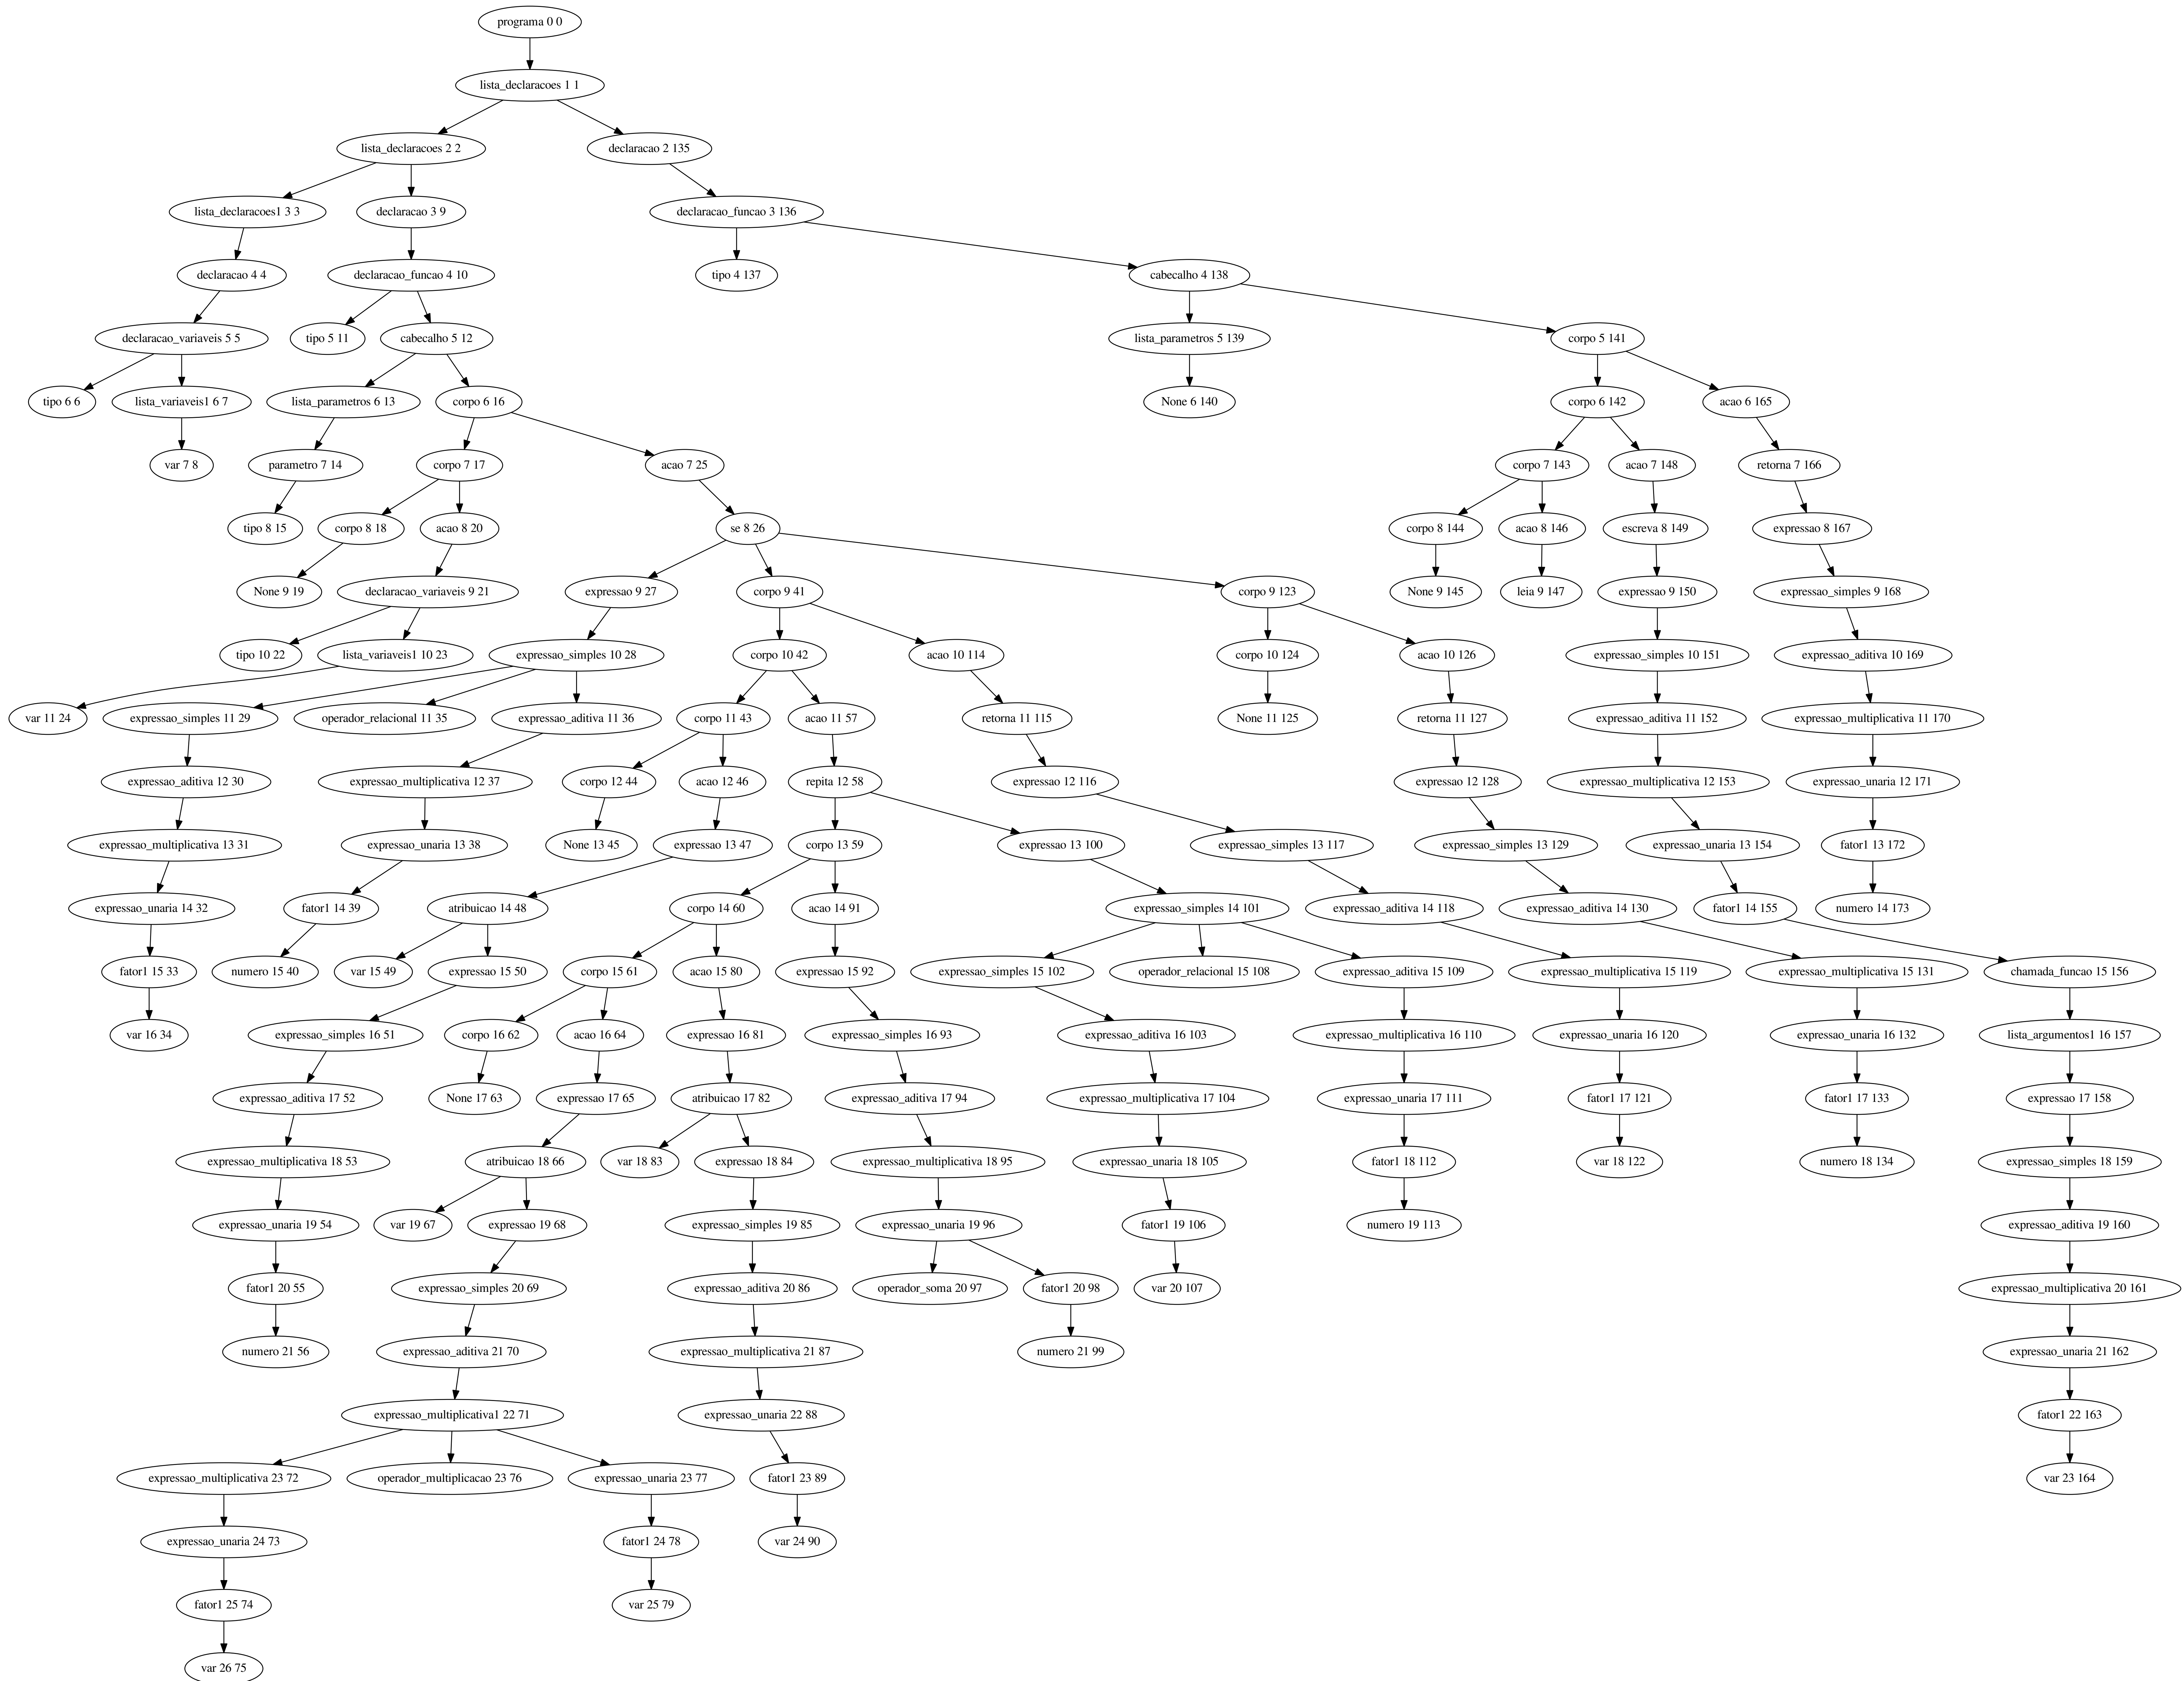 programa 0 0
lista_declaracoes 1 1
lista_declaracoes 2 2
declaracao 2 135
lista_declaracoes1 3 3
declaracao 3 9
declaracao_funcao 3 136
declaracao 4 4
declaracao_funcao 4 10
tipo 4 137
cabecalho 4 138
declaracao_variaveis 5 5
tipo 5 11
cabecalho 5 12
lista_parametros 5 139
corpo 5 141
tipo 6 6
lista_variaveis1 6 7
lista_parametros 6 13
corpo 6 16
None 6 140
corpo 6 142
acao 6 165
var 7 8
parametro 7 14
corpo 7 17
acao 7 25
corpo 7 143
acao 7 148
retorna 7 166
tipo 8 15
corpo 8 18
acao 8 20
se 8 26
corpo 8 144
acao 8 146
escreva 8 149
expressao 8 167
None 9 19
declaracao_variaveis 9 21
expressao 9 27
corpo 9 41
corpo 9 123
None 9 145
leia 9 147
expressao 9 150
expressao_simples 9 168
tipo 10 22
lista_variaveis1 10 23
expressao_simples 10 28
corpo 10 42
acao 10 114
corpo 10 124
acao 10 126
expressao_simples 10 151
expressao_aditiva 10 169
var 11 24
expressao_simples 11 29
operador_relacional 11 35
expressao_aditiva 11 36
corpo 11 43
acao 11 57
retorna 11 115
None 11 125
retorna 11 127
expressao_aditiva 11 152
expressao_multiplicativa 11 170
expressao_aditiva 12 30
expressao_multiplicativa 12 37
corpo 12 44
acao 12 46
repita 12 58
expressao 12 116
expressao 12 128
expressao_multiplicativa 12 153
expressao_unaria 12 171
expressao_multiplicativa 13 31
expressao_unaria 13 38
None 13 45
expressao 13 47
corpo 13 59
expressao 13 100
expressao_simples 13 117
expressao_simples 13 129
expressao_unaria 13 154
fator1 13 172
expressao_unaria 14 32
fator1 14 39
atribuicao 14 48
corpo 14 60
acao 14 91
expressao_simples 14 101
expressao_aditiva 14 118
expressao_aditiva 14 130
fator1 14 155
numero 14 173
fator1 15 33
numero 15 40
var 15 49
expressao 15 50
corpo 15 61
acao 15 80
expressao 15 92
expressao_simples 15 102
operador_relacional 15 108
expressao_aditiva 15 109
expressao_multiplicativa 15 119
expressao_multiplicativa 15 131
chamada_funcao 15 156
var 16 34
expressao_simples 16 51
corpo 16 62
acao 16 64
expressao 16 81
expressao_simples 16 93
expressao_aditiva 16 103
expressao_multiplicativa 16 110
expressao_unaria 16 120
expressao_unaria 16 132
lista_argumentos1 16 157
expressao_aditiva 17 52
None 17 63
expressao 17 65
atribuicao 17 82
expressao_aditiva 17 94
expressao_multiplicativa 17 104
expressao_unaria 17 111
fator1 17 121
fator1 17 133
expressao 17 158
expressao_multiplicativa 18 53
atribuicao 18 66
var 18 83
expressao 18 84
expressao_multiplicativa 18 95
expressao_unaria 18 105
fator1 18 112
var 18 122
numero 18 134
expressao_simples 18 159
expressao_unaria 19 54
var 19 67
expressao 19 68
expressao_simples 19 85
expressao_unaria 19 96
fator1 19 106
numero 19 113
expressao_aditiva 19 160
fator1 20 55
expressao_simples 20 69
expressao_aditiva 20 86
operador_soma 20 97
fator1 20 98
var 20 107
expressao_multiplicativa 20 161
numero 21 56
expressao_aditiva 21 70
expressao_multiplicativa 21 87
numero 21 99
expressao_unaria 21 162
expressao_multiplicativa1 22 71
expressao_unaria 22 88
fator1 22 163
expressao_multiplicativa 23 72
operador_multiplicacao 23 76
expressao_unaria 23 77
fator1 23 89
var 23 164
expressao_unaria 24 73
fator1 24 78
var 24 90
fator1 25 74
var 25 79
var 26 75